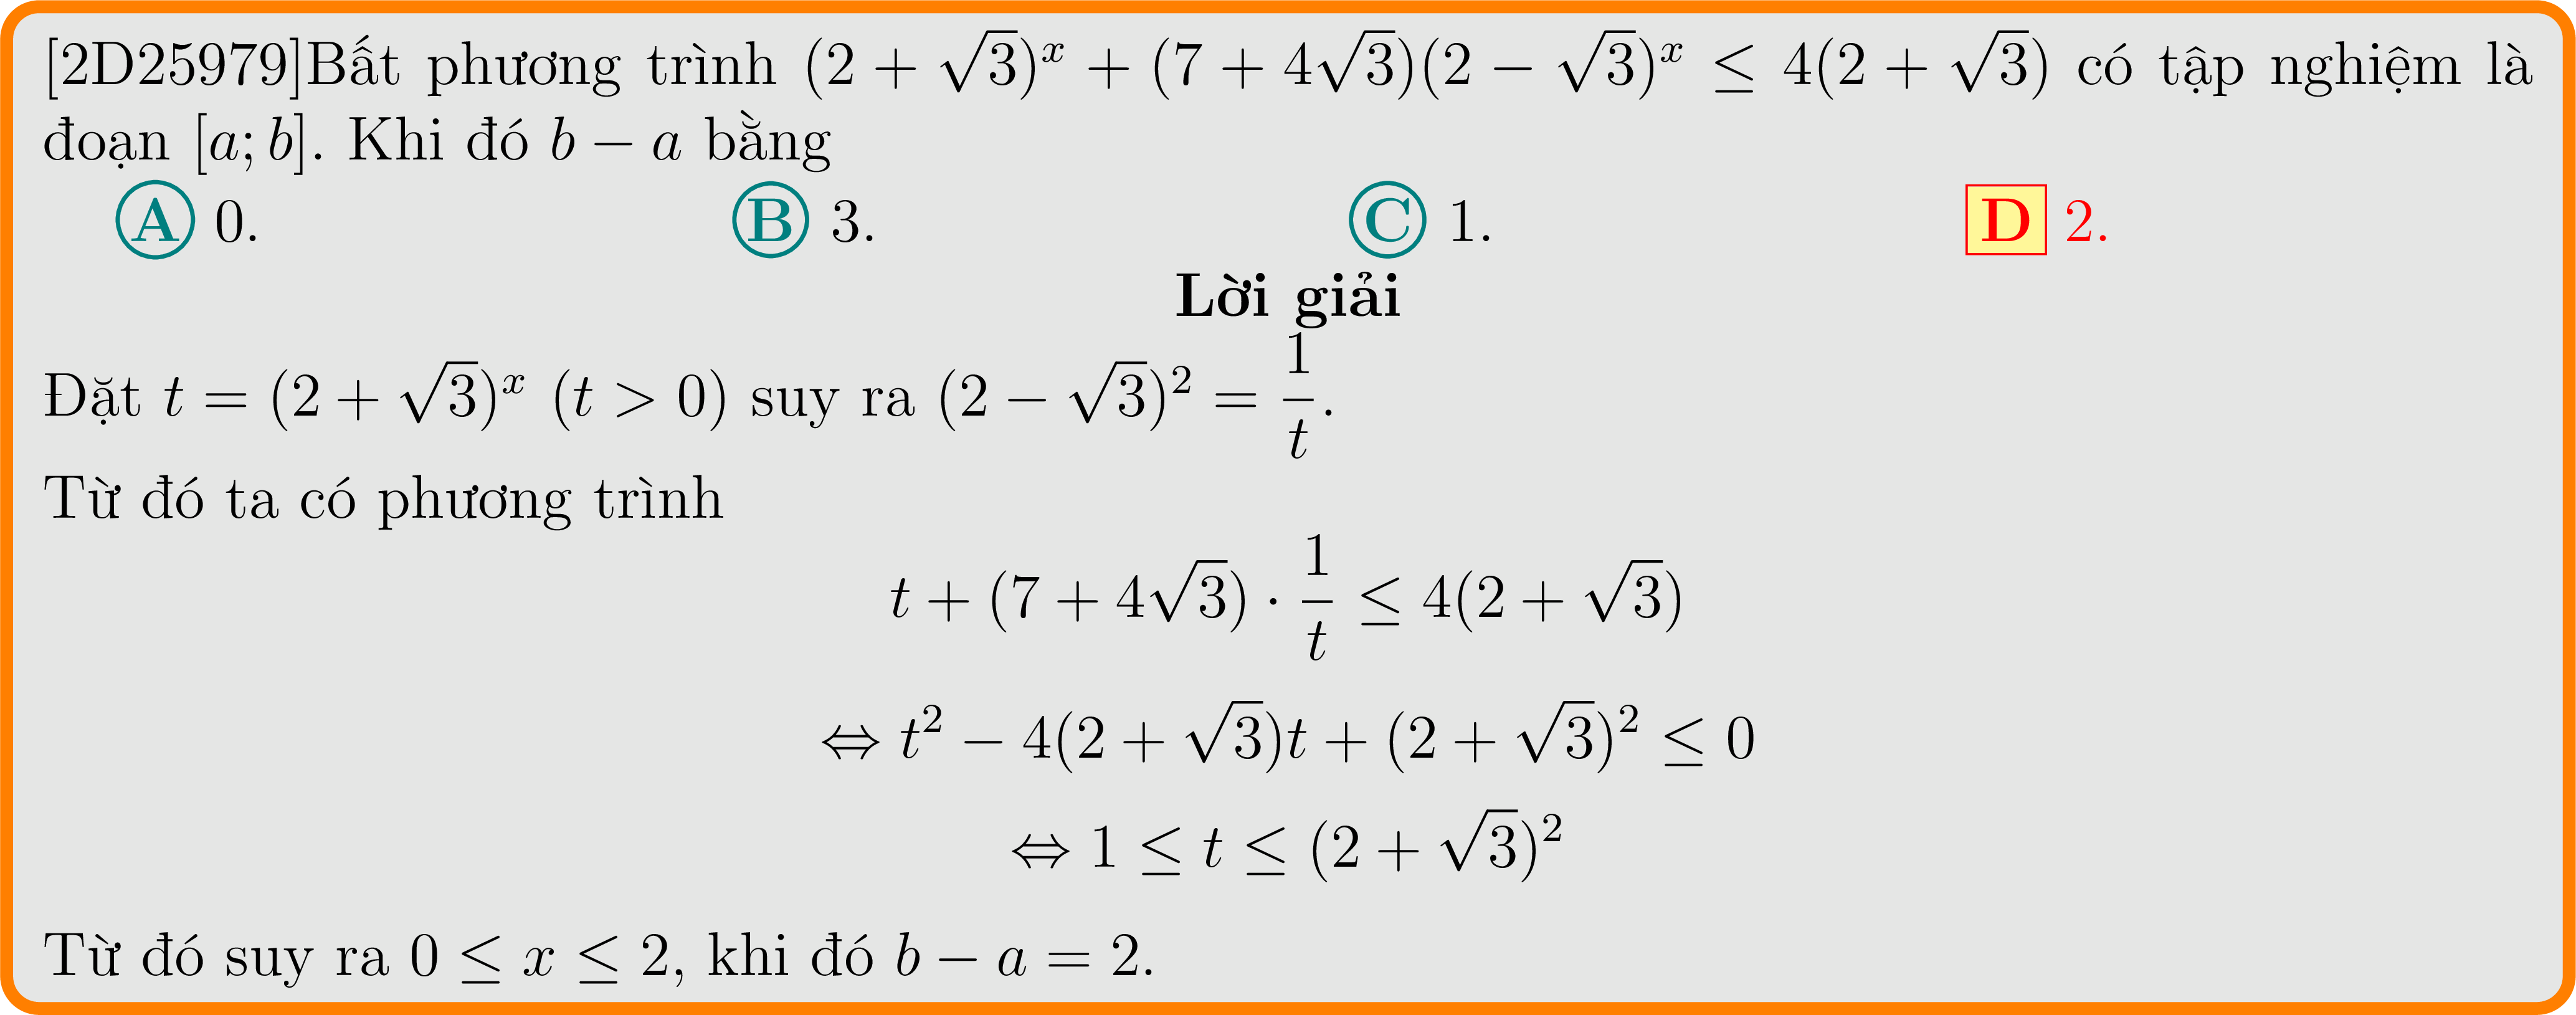 [2D25979]Bất phương trình $(2+\sqrt{3})^x+(7+4\sqrt{3})(2-\sqrt{3})^x \leq 4(2+\sqrt{3})$ có tập nghiệm là
đoạn $[a;b]$. Khi đó $b-a$ bằng
A 0. B 3. C 1. D 2.
Lời giải
Đặt $t=(2+\sqrt{3})^x$ $(t>0)$ suy ra $(2-\sqrt{3})^2=\dfrac{1}{t}$.
Từ đó ta có phương trình
$t+(7+4\sqrt{3})\cdot\dfrac{1}{t}\leq 4(2+\sqrt{3})$
$\Leftrightarrow t^2-4(2+\sqrt{3})t+(2+\sqrt{3})^2\leq 0$
$\Leftrightarrow 1\leq t\leq (2+\sqrt{3})^2$
Từ đó suy ra $0\leq x\leq 2$, khi đó $b-a=2$.